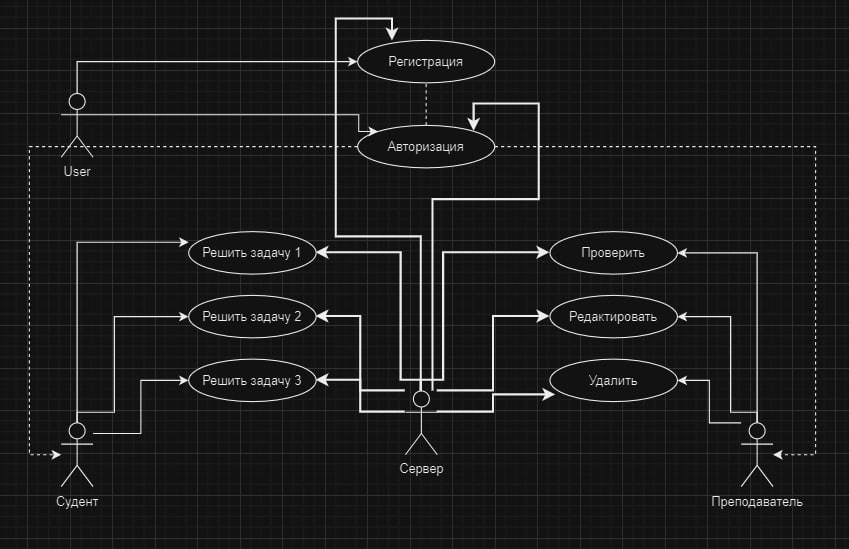 Регистрация
Авторизация
User
Решить задачу 1
Проверить
Решить задачу 2
Редактировать
Решить задачу 3
Удалить
Сервер
Судент
Преподаватель